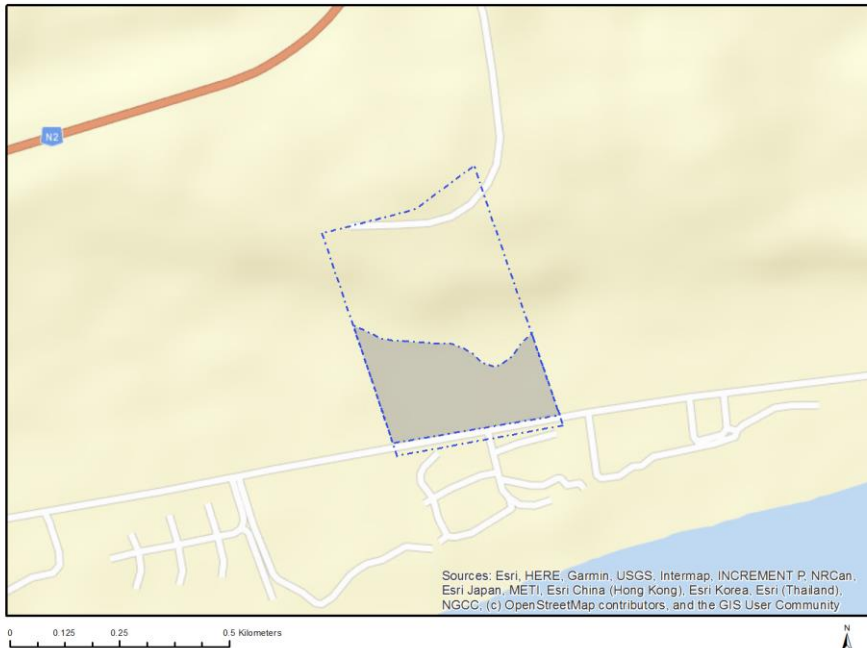 N2
Sources: Esri, HERE, Garmin, USGS, Intermap, INCREMENT P, NRCan,
Esri Japan, METI, Esri China (Hong Kong), Esri Korea, Esri (Thailand),
NGCC, (c) OpenStreetMap contributors, and the GIS User Community
0 0.125 0.25 0.5 Kilometers
N